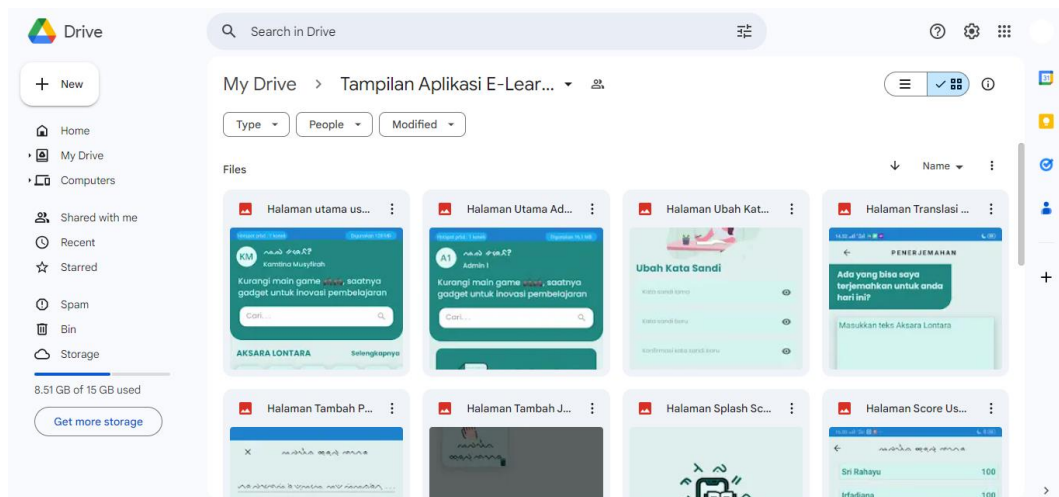 Drive
Search in Drive
New
My Drive > Tampilan Aplikasi E-Lear...
Type
People
Modified
Home
My Drive
Computers
Shared with me
Recent
Starred
Spam
Bin
Storage
8.51 GB of 15 GB used
Get more storage
Files
Name
Halaman utama us...
Halaman Utama Ad...
Halaman Ubah Kat...
Halaman Translasi ...
KM
Kamtina Musyfirah
Kurangi main game saatnya
gadget untuk inovasi pembelajaran
Cari...
AKSARA LONTARA
Selengkapnya
A1
Admin 1
Kurangi main game saatnya
gadget untuk inovasi pembelajaran
Cari...
Ubah Kata Sandi
Kata sandi lama
Kata sandi baru
Konfirmasi kata sandi baru
PENERJEMAHAN
Ada yang bisa saya
terjemahkan untuk anda
hari ini?
Masukkan teks Aksara Lontara
Halaman Tambah P...
Halaman Tambah J...
Halaman Splash Sc...
Halaman Score Us...
Sri Rahayu 100
Irfadiana 100